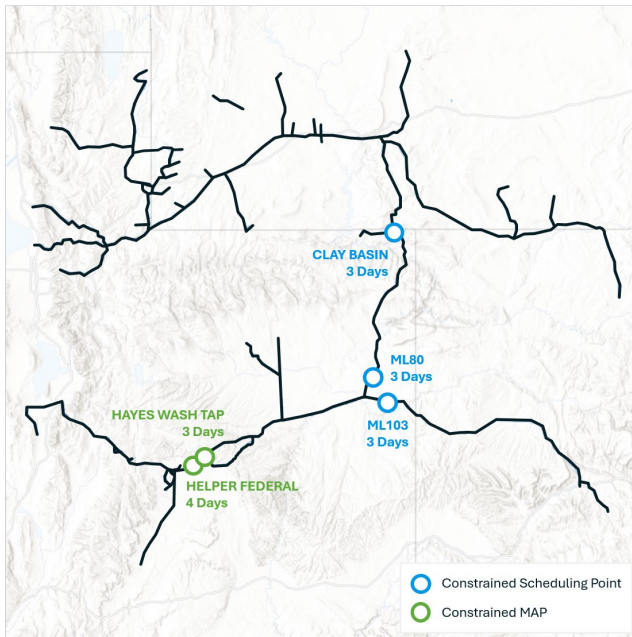 CLAY BASIN
3 Days
ML80
3 Days
ML103
3 Days
HAYES WASH TAP
3 Days
HELPER FEDERAL
4 Days
Constrained Scheduling Point
Constrained MAP